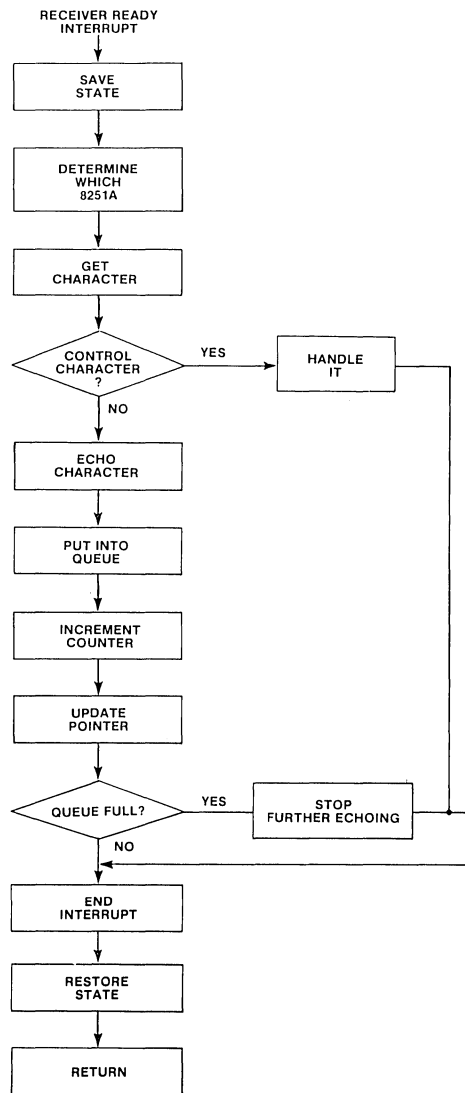 RECEIVER READY
INTERRUPT
SAVE
STATE
DETERMINE
WHICH
8251A
GET
CHARACTER
CONTROL
CHARACTER
?
YES
HANDLE
IT
NO
ECHO
CHARACTER
PUT INTO
QUEUE
INCREMENT
COUNTER
UPDATE
POINTER
QUEUE FULL?
YES
STOP
FURTHER ECHOING
NO
END
INTERRUPT
RESTORE
STATE
RETURN